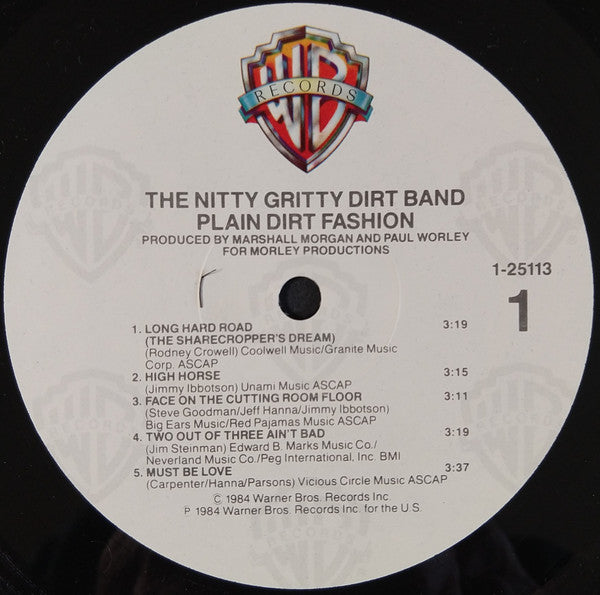 WB
RECORDS
THE NITTY GRITTY DIRT BAND
PLAIN DIRT FASHION
PRODUCED BY MARSHALL MORGAN AND PAUL WORLEY
FOR MORLEY PRODUCTIONS
1-25113
1
1. LONG HARD ROAD 3:19
(THE SHARECROPPER'S DREAM)
(Rodney Crowell) Coolwell Music/Granite Music
Corp. ASCAP
2. HIGH HORSE 3:15
(Jimmy Ibbotson) Unami Music ASCAP
3. FACE ON THE CUTTING ROOM FLOOR 3:11
(Steve Goodman/Jeff Hanna/Jimmy Ibbotson)
Big Ears Music/Red Pajamas Music ASCAP
4. TWO OUT OF THREE AIN'T BAD 3:19
(Jim Steinman) Edward B. Marks Music Co./
Neverland Music Co./Peg International, Inc. BMI
5. MUST BE LOVE 3:37
(Carpenter/Hanna/Parsons) Vicious Circle Music ASCAP
© 1984 Warner Bros. Records Inc
℗ 1984 Warner Bros. Records Inc. for the U.S.